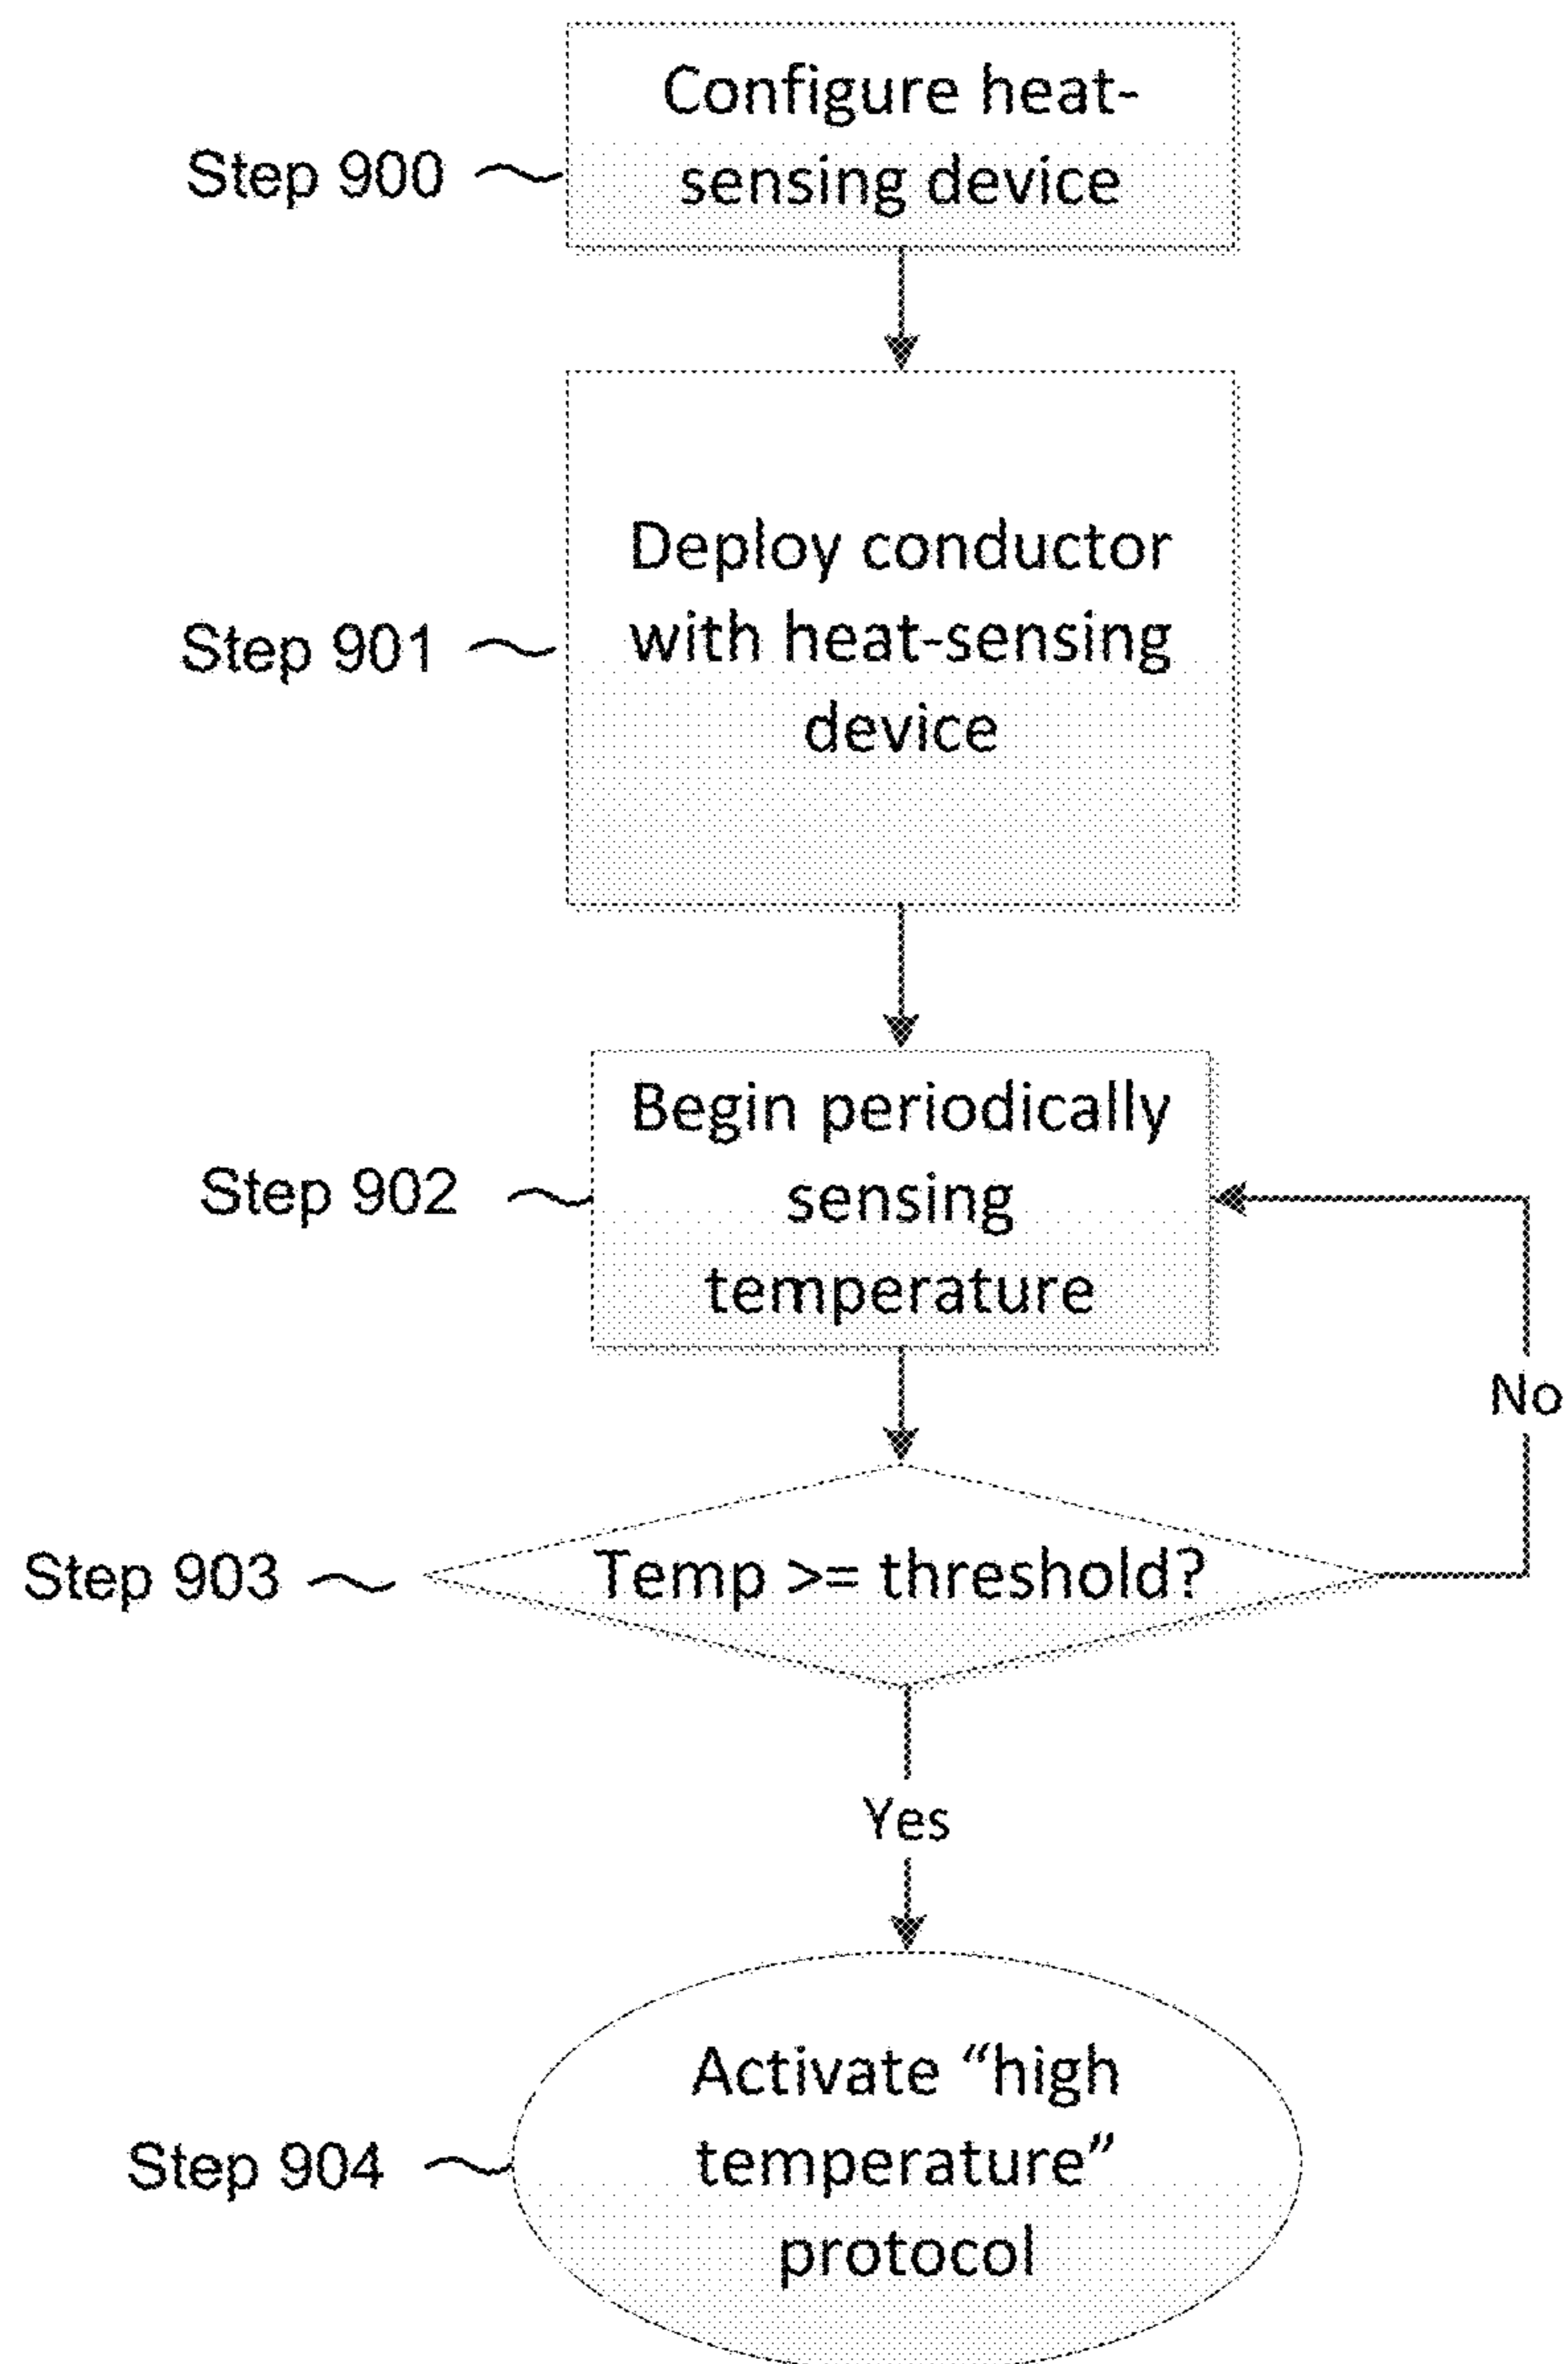 Configure heat-
Step 900
sensing device
Deploy conductor
Step 901
with heat-sensing
device
Begin periodically
Step 902
sensing
temperature
No
Step 903
Temp >= threshold?
Yes
Activate “high
Step 904
temperature”
protocol